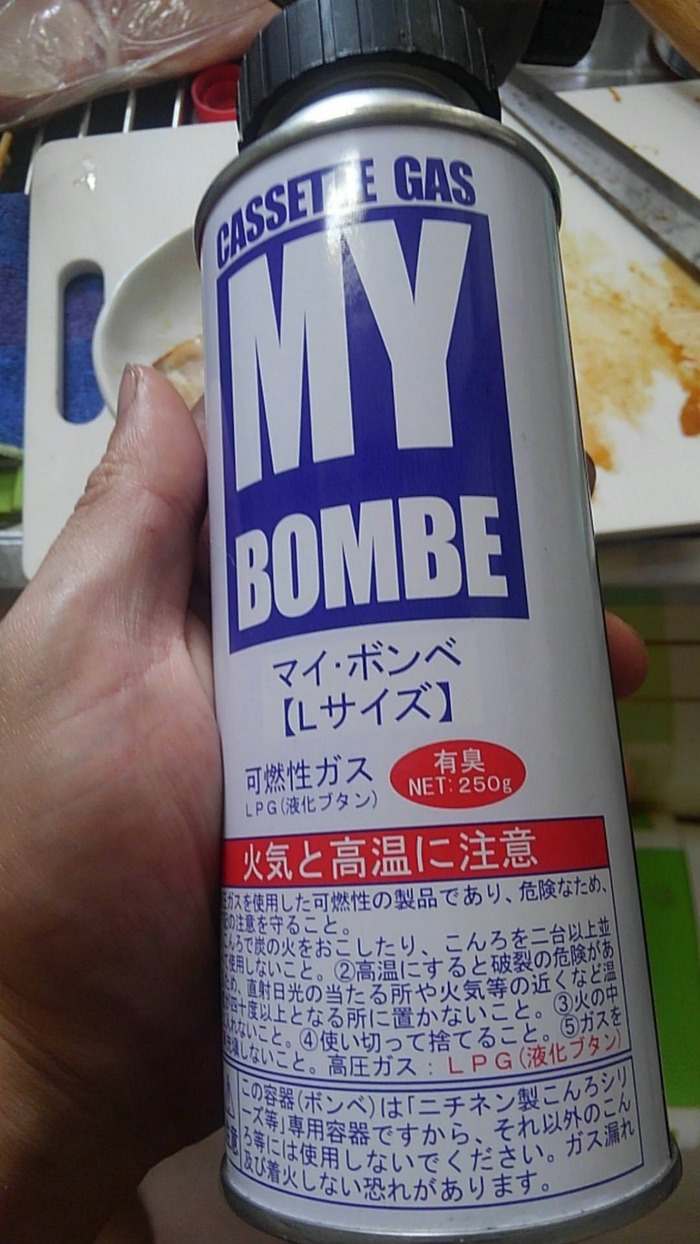 CASSETTE GAS
MY
BOMBE
マイ・ボンベ
【Lサイズ】
可燃性ガス
LPG(液化ブタン)
有臭
NET: 250g
火気と高温に注意
ガスを使用した可燃性の製品であり、危険なため、
の注意を守ること。
こんろで炭の火をおこしたり、こんろを二台以上並
使用しないこと。②高温にすると破裂の危険があ
ため、直射日光の当たる所や火気等の近くなど温
四十度以上となる所に置かないこと。③火の中
入れないこと。④使い切って捨てること。⑤ガスを
しないこと。高圧ガス：LPG(液化ブタン)
この容器(ボンベ)は「ニチネン製こんろシリ
ーズ等」専用容器ですから、それ以外のこん
ろ等には使用しないでください。ガス漏れ
及び着火しない恐れがあります。